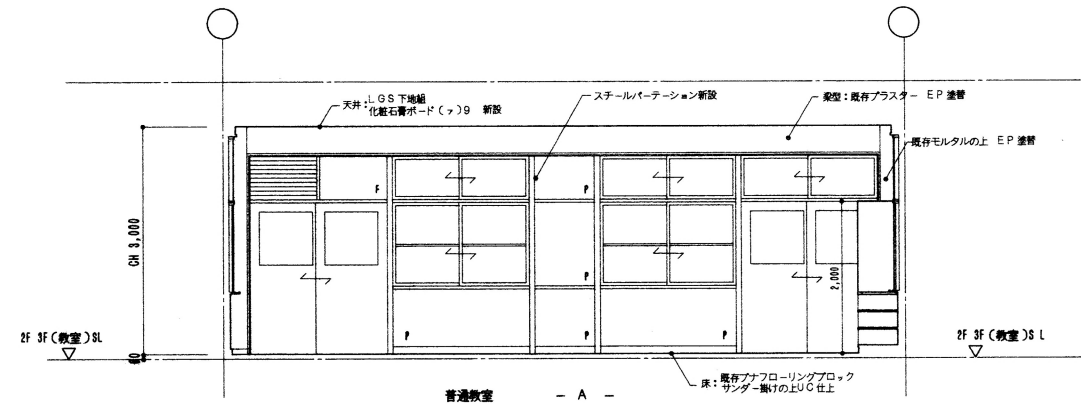 天井：LGS下地組
化粧石膏ボード(ァ)9 新設
スチールパーテーション新設
梁型：既存プラスター EP塗替
既存モルタルの上 EP塗替
F
P
CH 3,000
2,000
P
P
P
P
2F 3F(教室)SL
2F 3F(教室)SL
床：既存ブナフローリングブロック
サンダー掛けの上UC仕上
普通教室 － A －